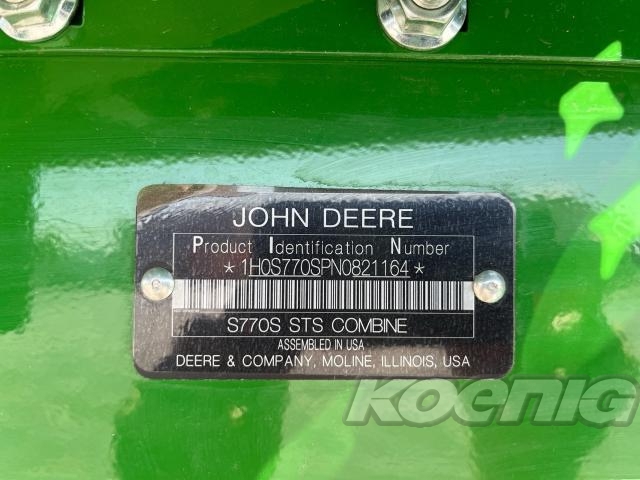 JOHN DEERE
Product Identification Number
*1H0S770SPN0821164*
S770S STS COMBINE
ASSEMBLED IN USA
DEERE & COMPANY, MOLINE, ILLINOIS, USA
KOENIG